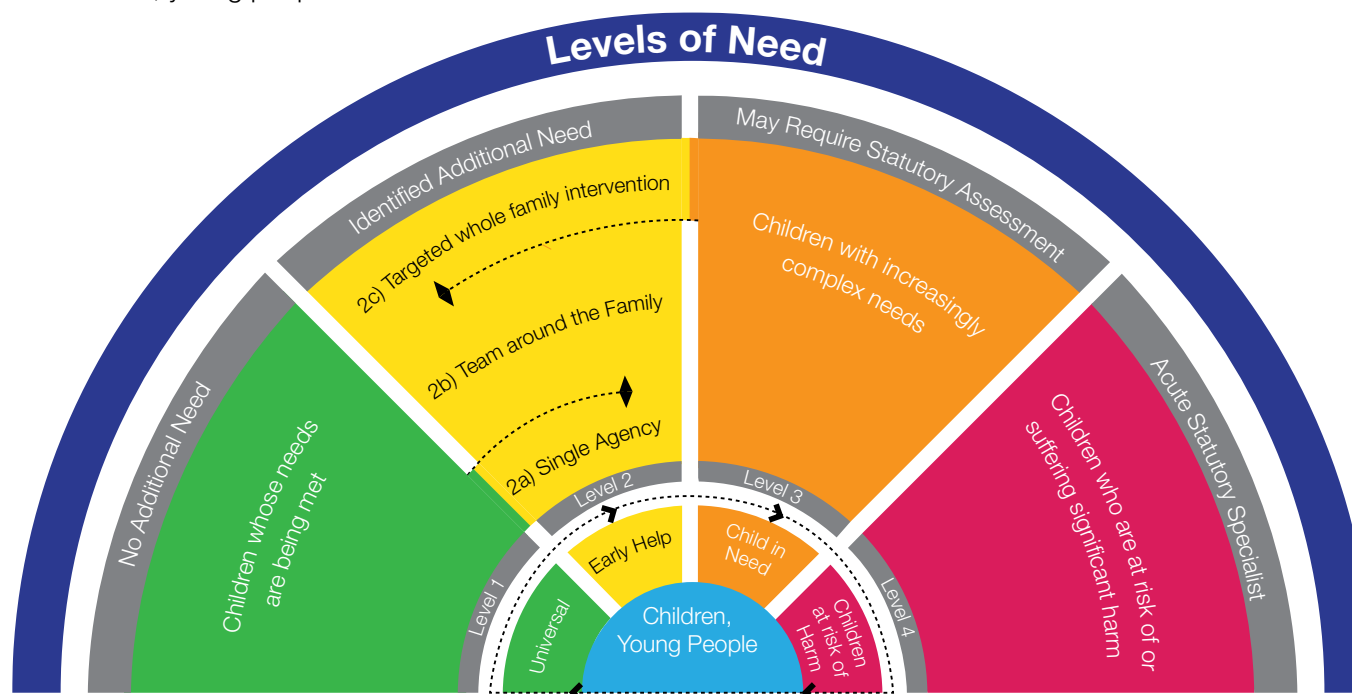 Levels of Need
No Additional Need
Identified Additional Need
May Require Statutory Assessment
Acute Statutory Specialist
Children whose needs
are being met
2c) Targeted whole family intervention
2b) Team around the Family
2a) Single Agency
Children with increasingly
complex needs
Children who are at risk of or
suffering significant harm
Level 1
Level 2
Level 3
Level 4
Universal
Early Help
Child in
Need
Children
at risk of
Harm
Children,
Young People